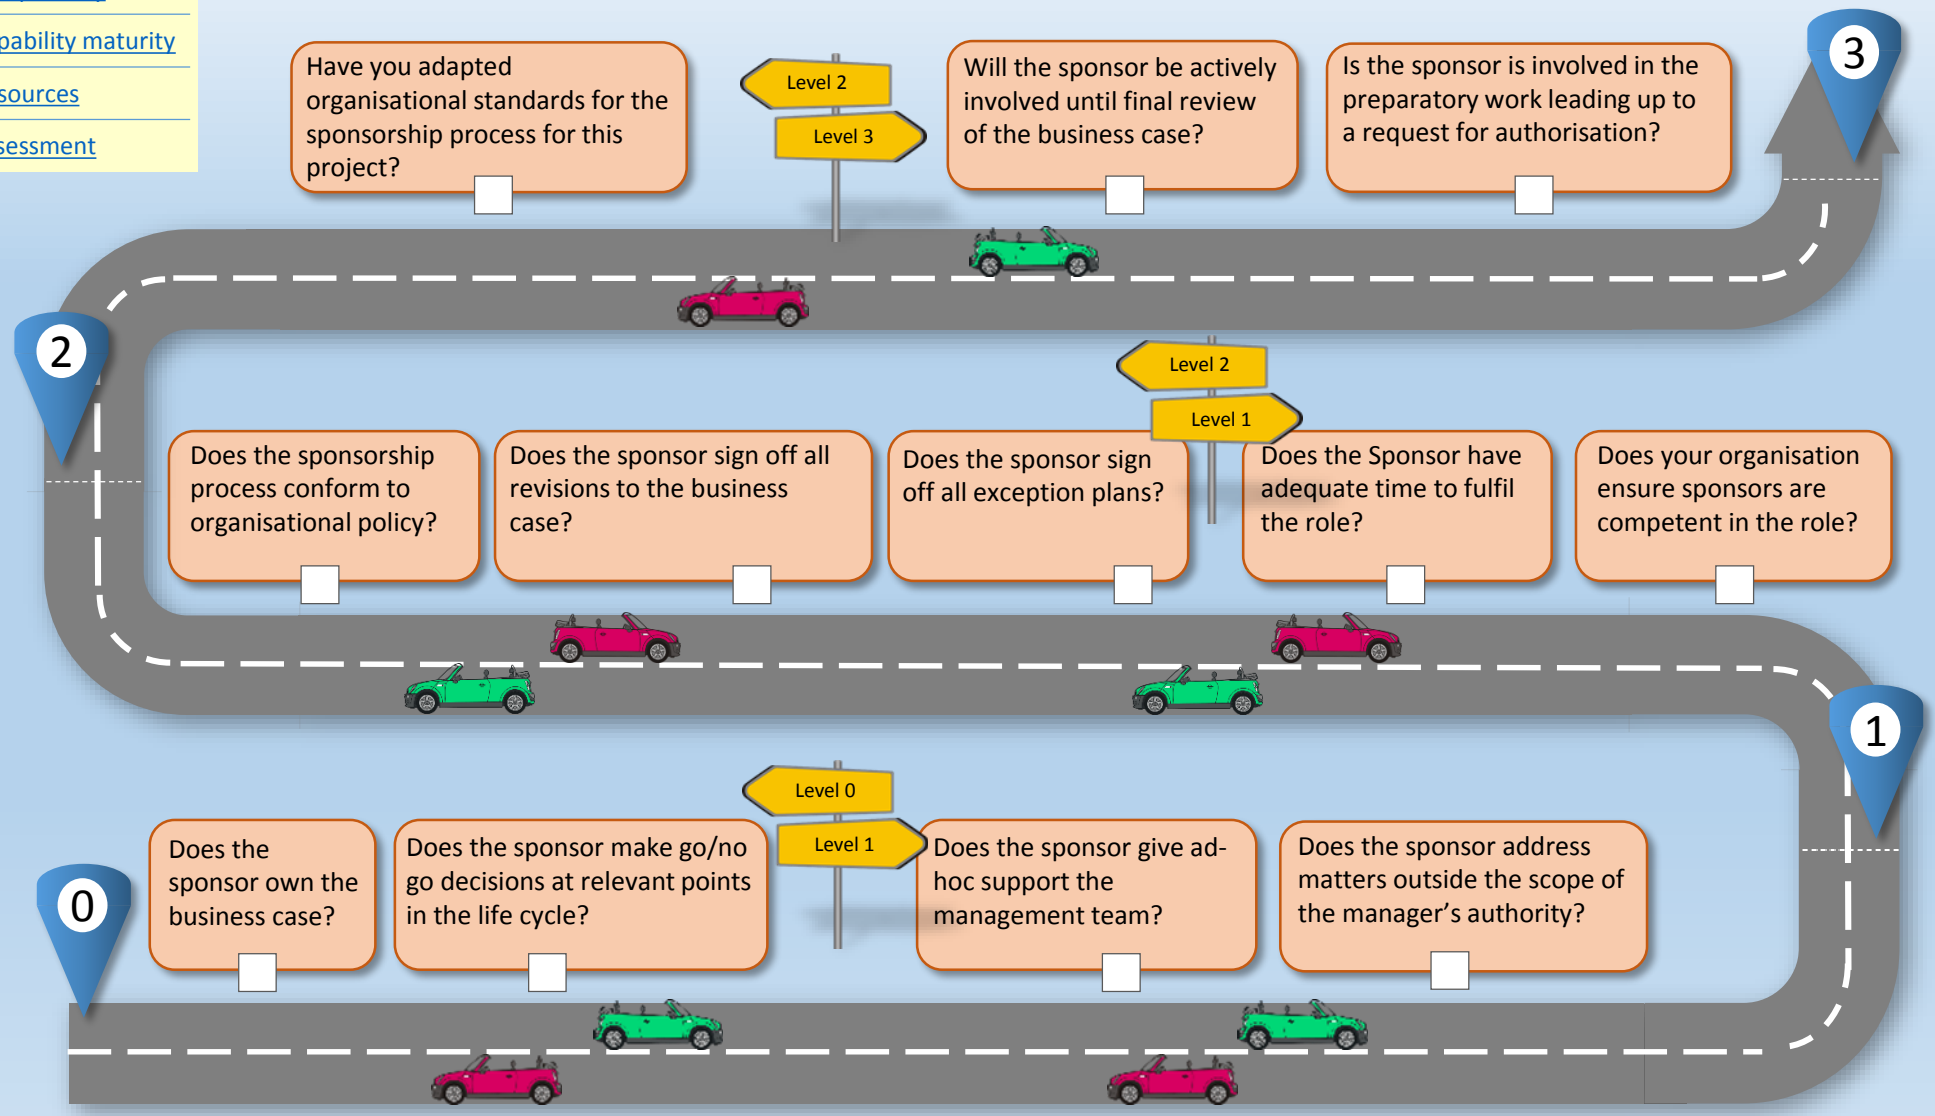 pability maturity
sources
sessment
Have you adapted
organisational standards for the
sponsorship process for this
project?
Level 2
Level 3
Will the sponsor be actively
involved until final review
of the business case?
Is the sponsor is involved in the
preparatory work leading up to
a request for authorisation?
3
2
Level 2
Level 1
Does the sponsorship
process conform to
organisational policy?
Does the sponsor sign off all
revisions to the business
case?
Does the sponsor sign
off all exception plans?
Does the Sponsor have
adequate time to fulfil
the role?
Does your organisation
ensure sponsors are
competent in the role?
1
Level 0
Level 1
0
Does the
sponsor own the
business case?
Does the sponsor make go/no
go decisions at relevant points
in the life cycle?
Does the sponsor give ad-
hoc support the
management team?
Does the sponsor address
matters outside the scope of
the manager’s authority?